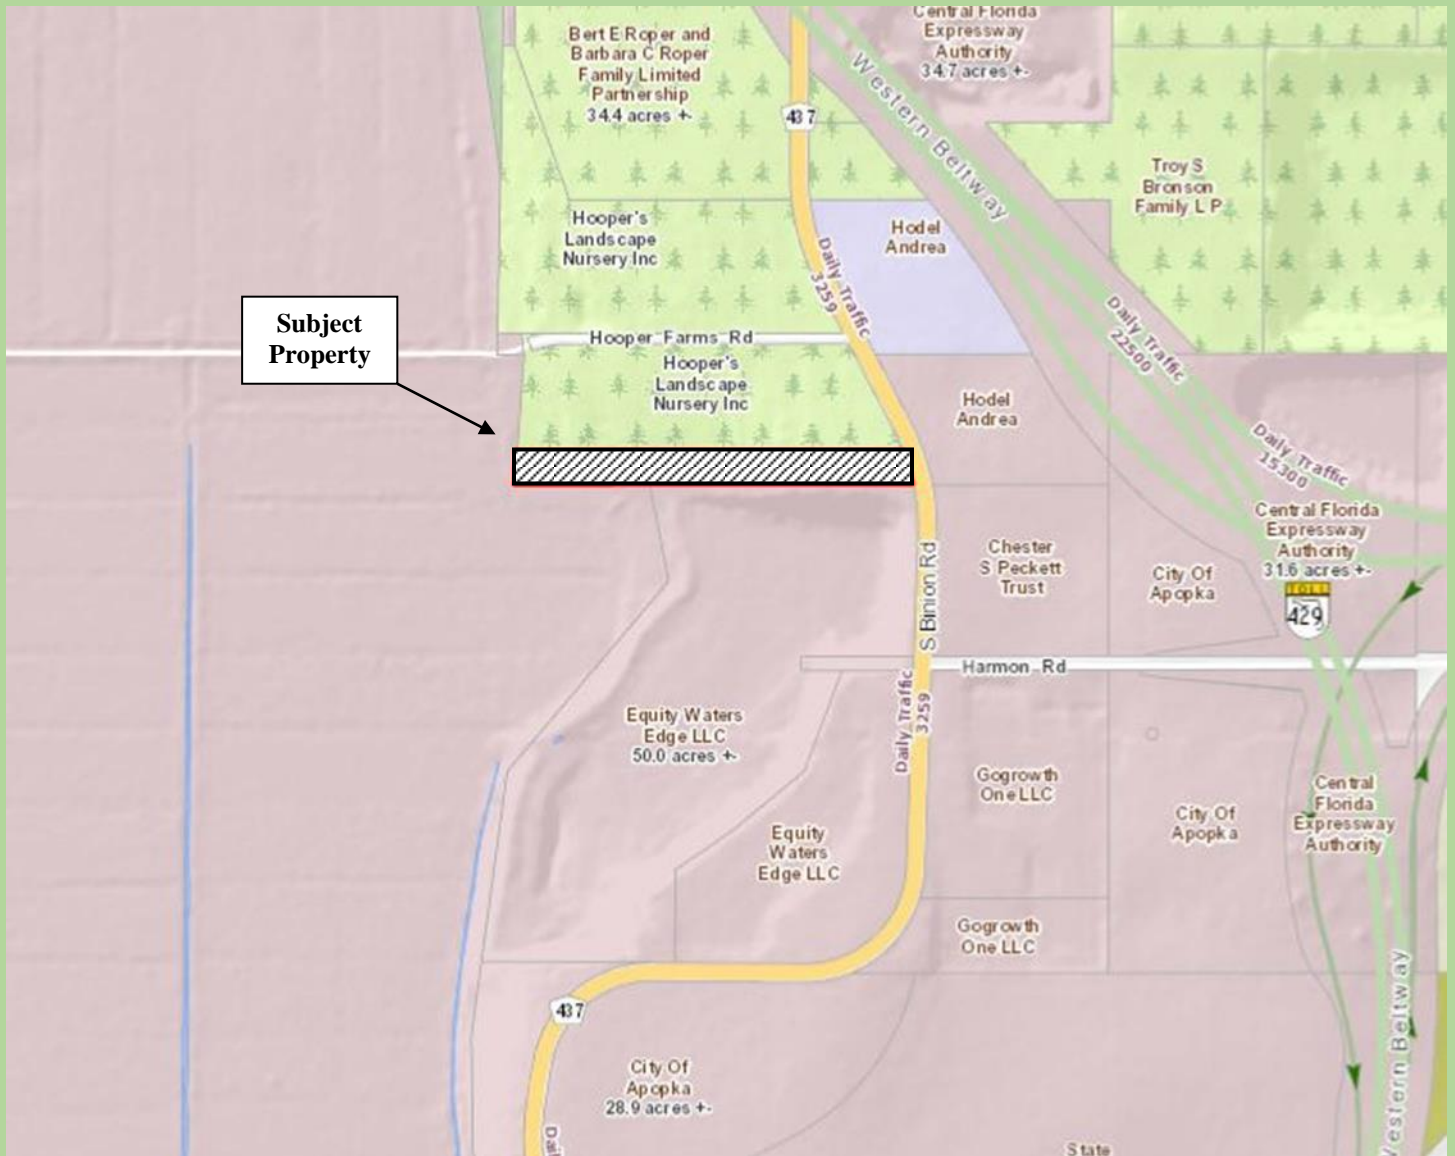 Bert E Roper and
Barbara C Roper
Family Limited
Partnership
34.4 acres +-
437
Central Florida
Expressway
Authority
34.7 acres +-
Western Beltway
Troy S
Bronson
Family L P
Hooper's
Landscape
Nursery Inc
Daily Traffic
3259
Hodel
Andrea
Subject
Property
Hooper Farms Rd
Hooper's
Landscape
Nursery Inc
Daily Traffic
22500
Hodel
Andrea
Daily Traffic
15300
Central Florida
Expressway
Authority
31.6 acres +-
TOLL
429
S Binion Rd
Chester
S Peckett
Trust
City Of
Apopka
Harmon Rd
Daily Traffic
3259
Equity Waters
Edge LLC
50.0 acres +-
Gogrowth
One LLC
City Of
Apopka
Central
Florida
Expressway
Authority
Equity
Waters
Edge LLC
Gogrowth
One LLC
437
City Of
Apopka
28.9 acres +-
Western Beltway
Dai
State